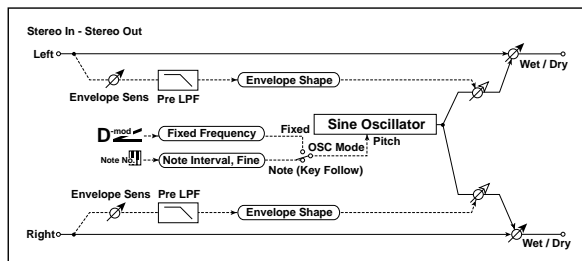 Stereo In - Stereo Out
Left
Wet / Dry
Envelope Sens
Pre LPF
Envelope Shape
D-mod
Fixed Frequency
Fixed
Sine Oscillator
OSC Mode
Pitch
Note No.
Note Interval, Fine
Note (Key Follow)
Envelope Sens
Pre LPF
Envelope Shape
Right
Wet / Dry